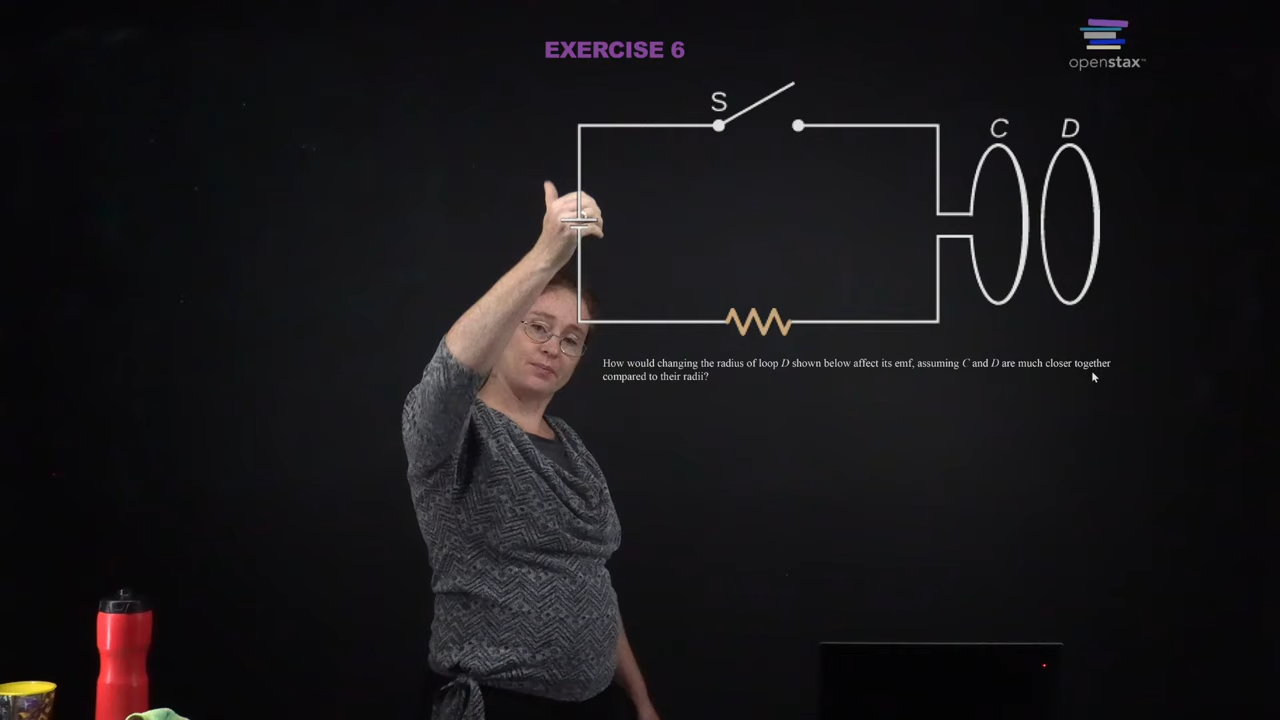 EXERCISE 6
openstax™
S
C
D
How would changing the radius of loop D shown below affect its emf, assuming C and D are much closer together
compared to their radii?